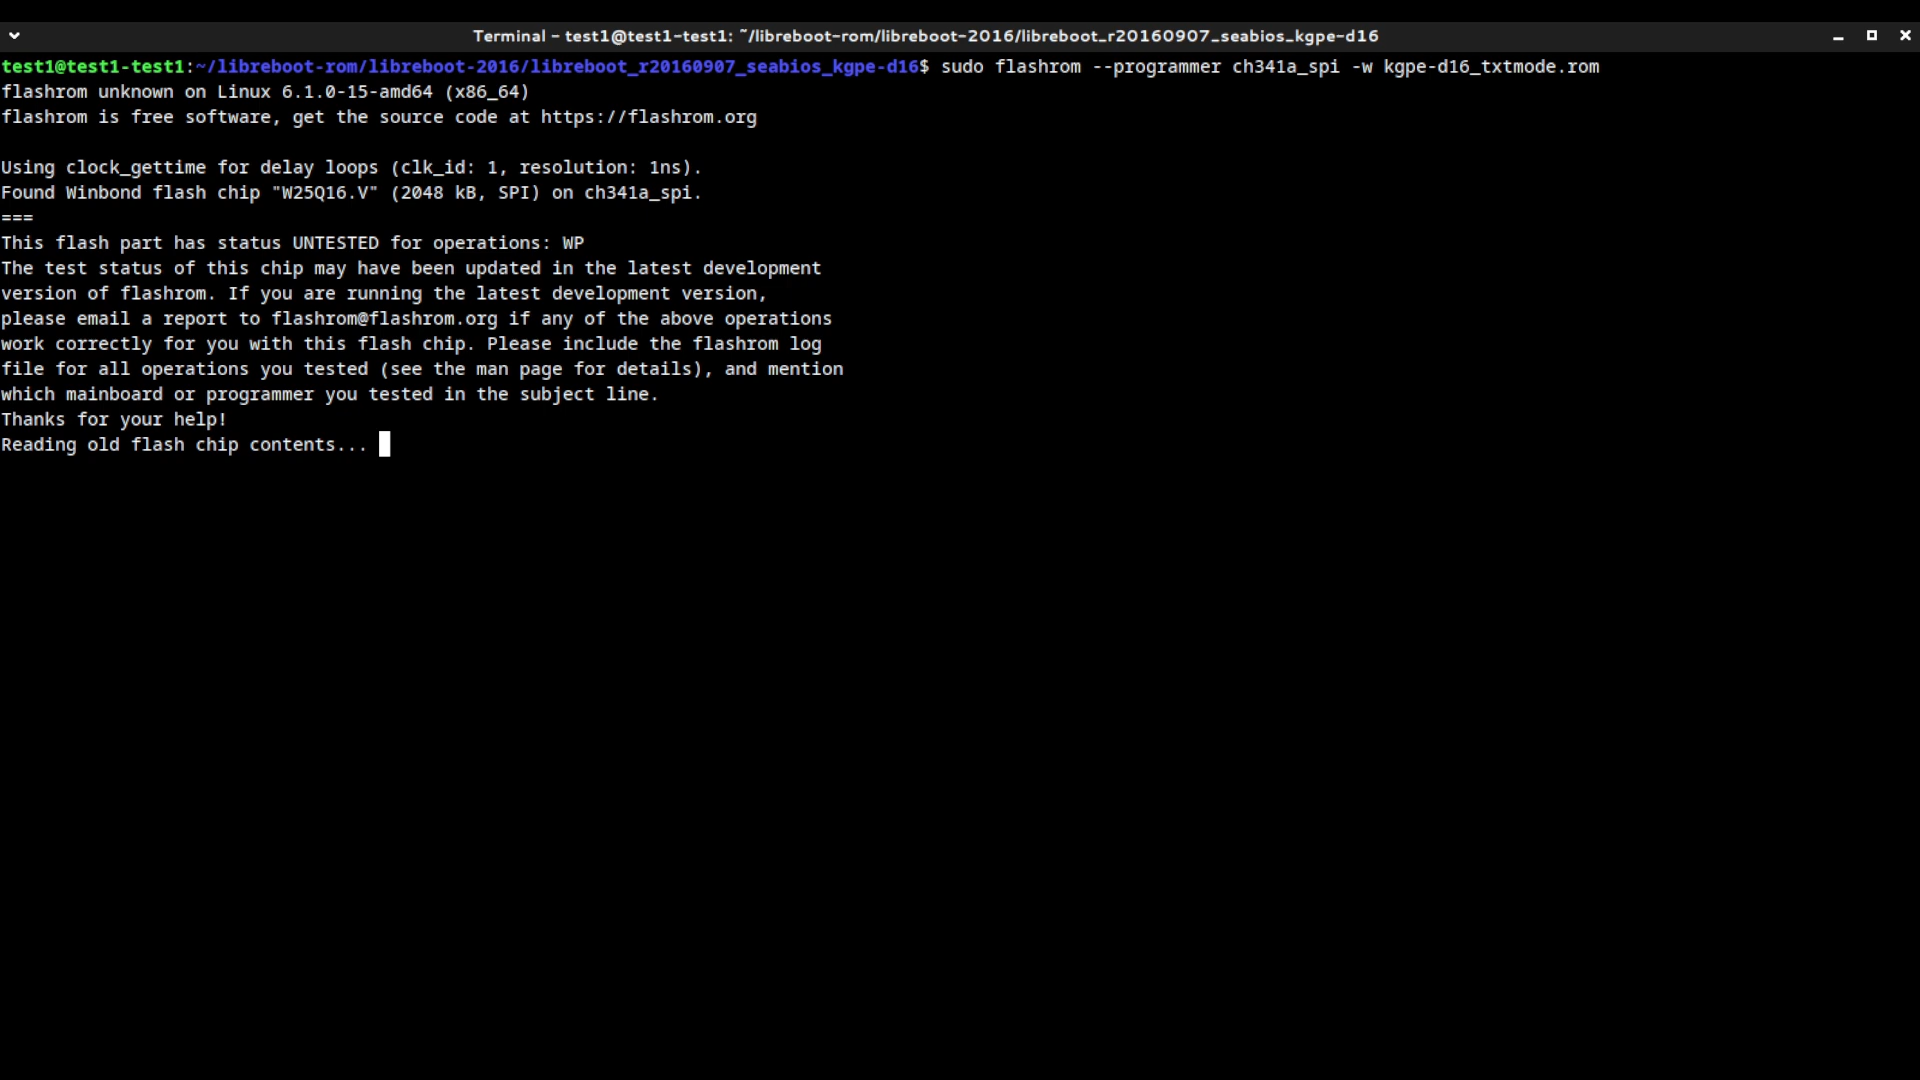 Terminal - test1@test1-test1: ~/libreboot-rom/libreboot-2016/libreboot_r20160907_seabios_kgpe-d16
test1@test1-test1:~/libreboot-rom/libreboot-2016/libreboot_r20160907_seabios_kgpe-d16$ sudo flashrom --programmer ch341a_spi -w kgpe-d16_txtmode.rom
flashrom unknown on Linux 6.1.0-15-amd64 (x86_64)
flashrom is free software, get the source code at https://flashrom.org
Using clock_gettime for delay loops (clk_id: 1, resolution: 1ns).
Found Winbond flash chip "W25Q16.V" (2048 kB, SPI) on ch341a_spi.
===
This flash part has status UNTESTED for operations: WP
The test status of this chip may have been updated in the latest development
version of flashrom. If you are running the latest development version,
please email a report to flashrom@flashrom.org if any of the above operations
work correctly for you with this flash chip. Please include the flashrom log
file for all operations you tested (see the man page for details), and mention
which mainboard or programmer you tested in the subject line.
Thanks for your help!
Reading old flash chip contents...